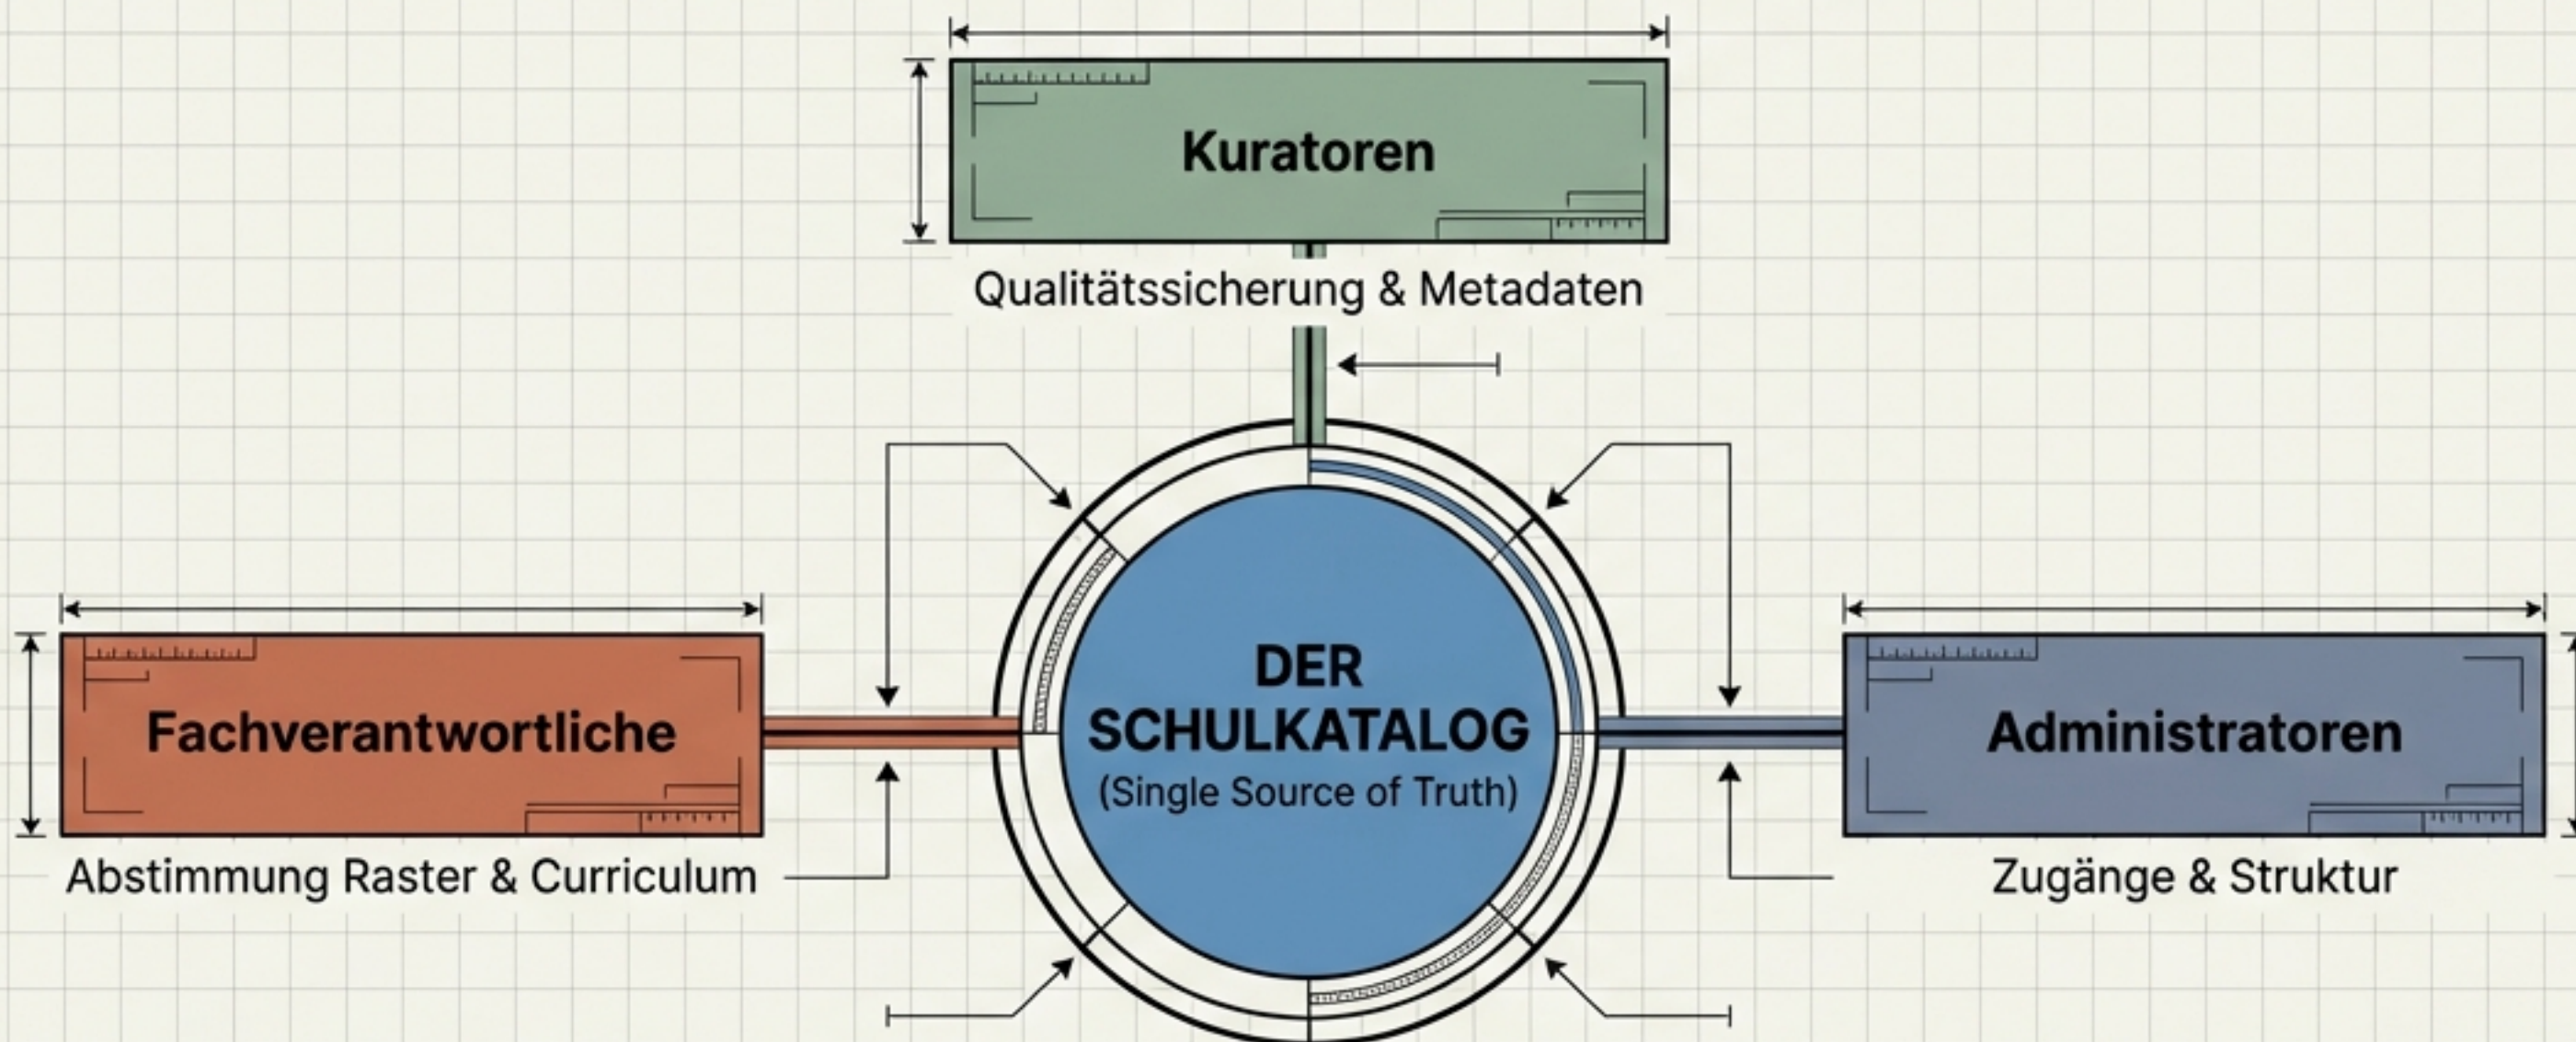 Kuratoren
Qualitätssicherung & Metadaten
Fachverantwortliche
Abstimmung Raster & Curriculum
DER
SCHULKATALOG
(Single Source of Truth)
Administratoren
Zugänge & Struktur